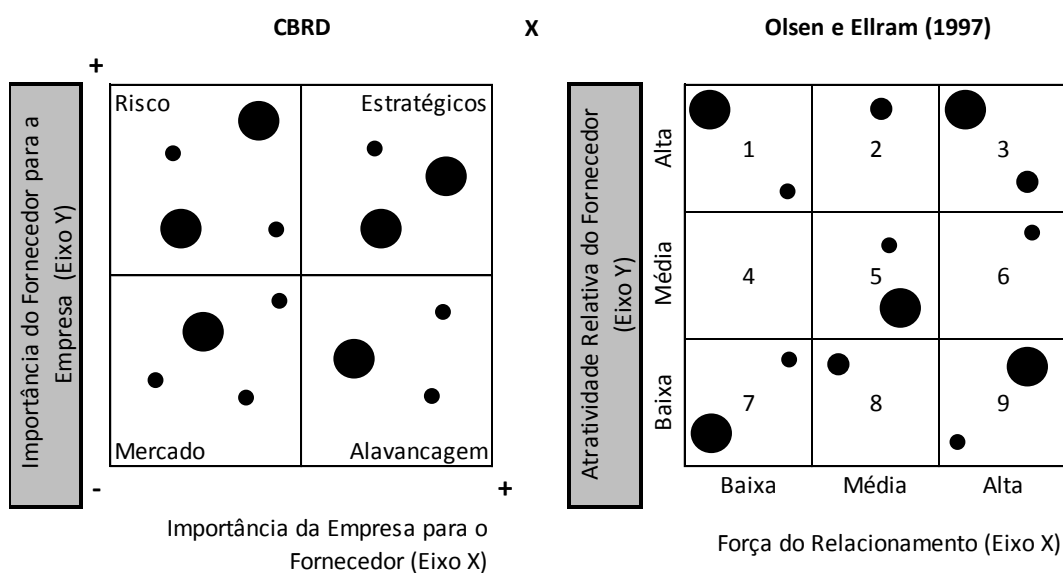 CBRD
X
Olsen e Ellram (1997)
+
Importância do Fornecedor para a
Empresa (Eixo Y)
Risco
Estratégicos
Mercado
Alavancagem
-
+
Importância da Empresa para o
Fornecedor (Eixo X)
Atratividade Relativa do Fornecedor
(Eixo Y)
Alta
Média
Baixa
1
2
3
4
5
6
7
8
9
Baixa
Média
Alta
Força do Relacionamento (Eixo X)